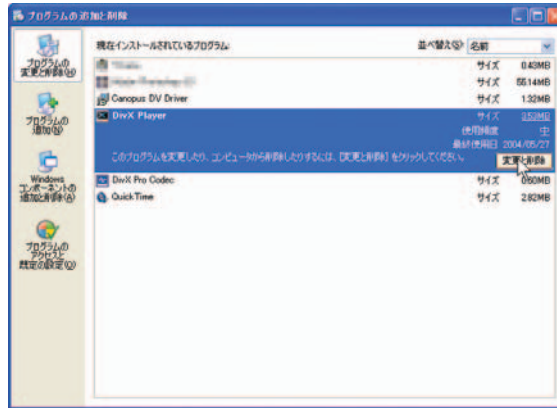 プログラムの追加と削除
プログラムの
変更と削除(H)
プログラムの
追加(N)
Windows
コンポーネントの
追加と削除(A)
プログラムの
アクセスと
既定の設定(O)
現在インストールされているプログラム:
並べ替え(S): 名前
サイズ 0.43MB
サイズ 55.14MB
Canopus DV Driver サイズ 1.32MB
DivX Player サイズ 3.53MB
使用頻度 中
最終使用日 2004/05/27
このプログラムを変更したり、コンピュータから削除したりするには、[変更と削除] をクリックしてください。
変更と削除
DivX Pro Codec サイズ 0.60MB
QuickTime サイズ 2.82MB